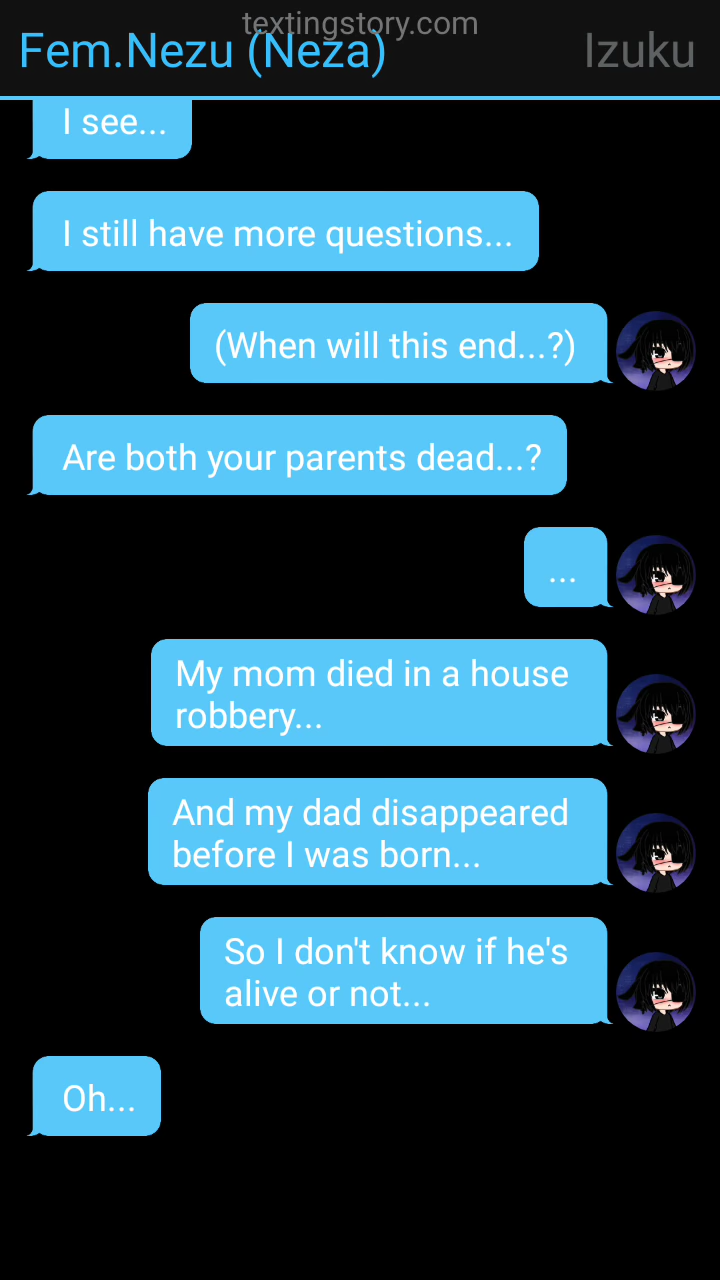 textingstory.com
Fem.Nezu (Neza)
Izuku
I see...
I still have more questions...
(When will this end...?)
Are both your parents dead...?
...
My mom died in a house
robbery...
And my dad disappeared
before I was born...
So I don't know if he's
alive or not...
Oh...